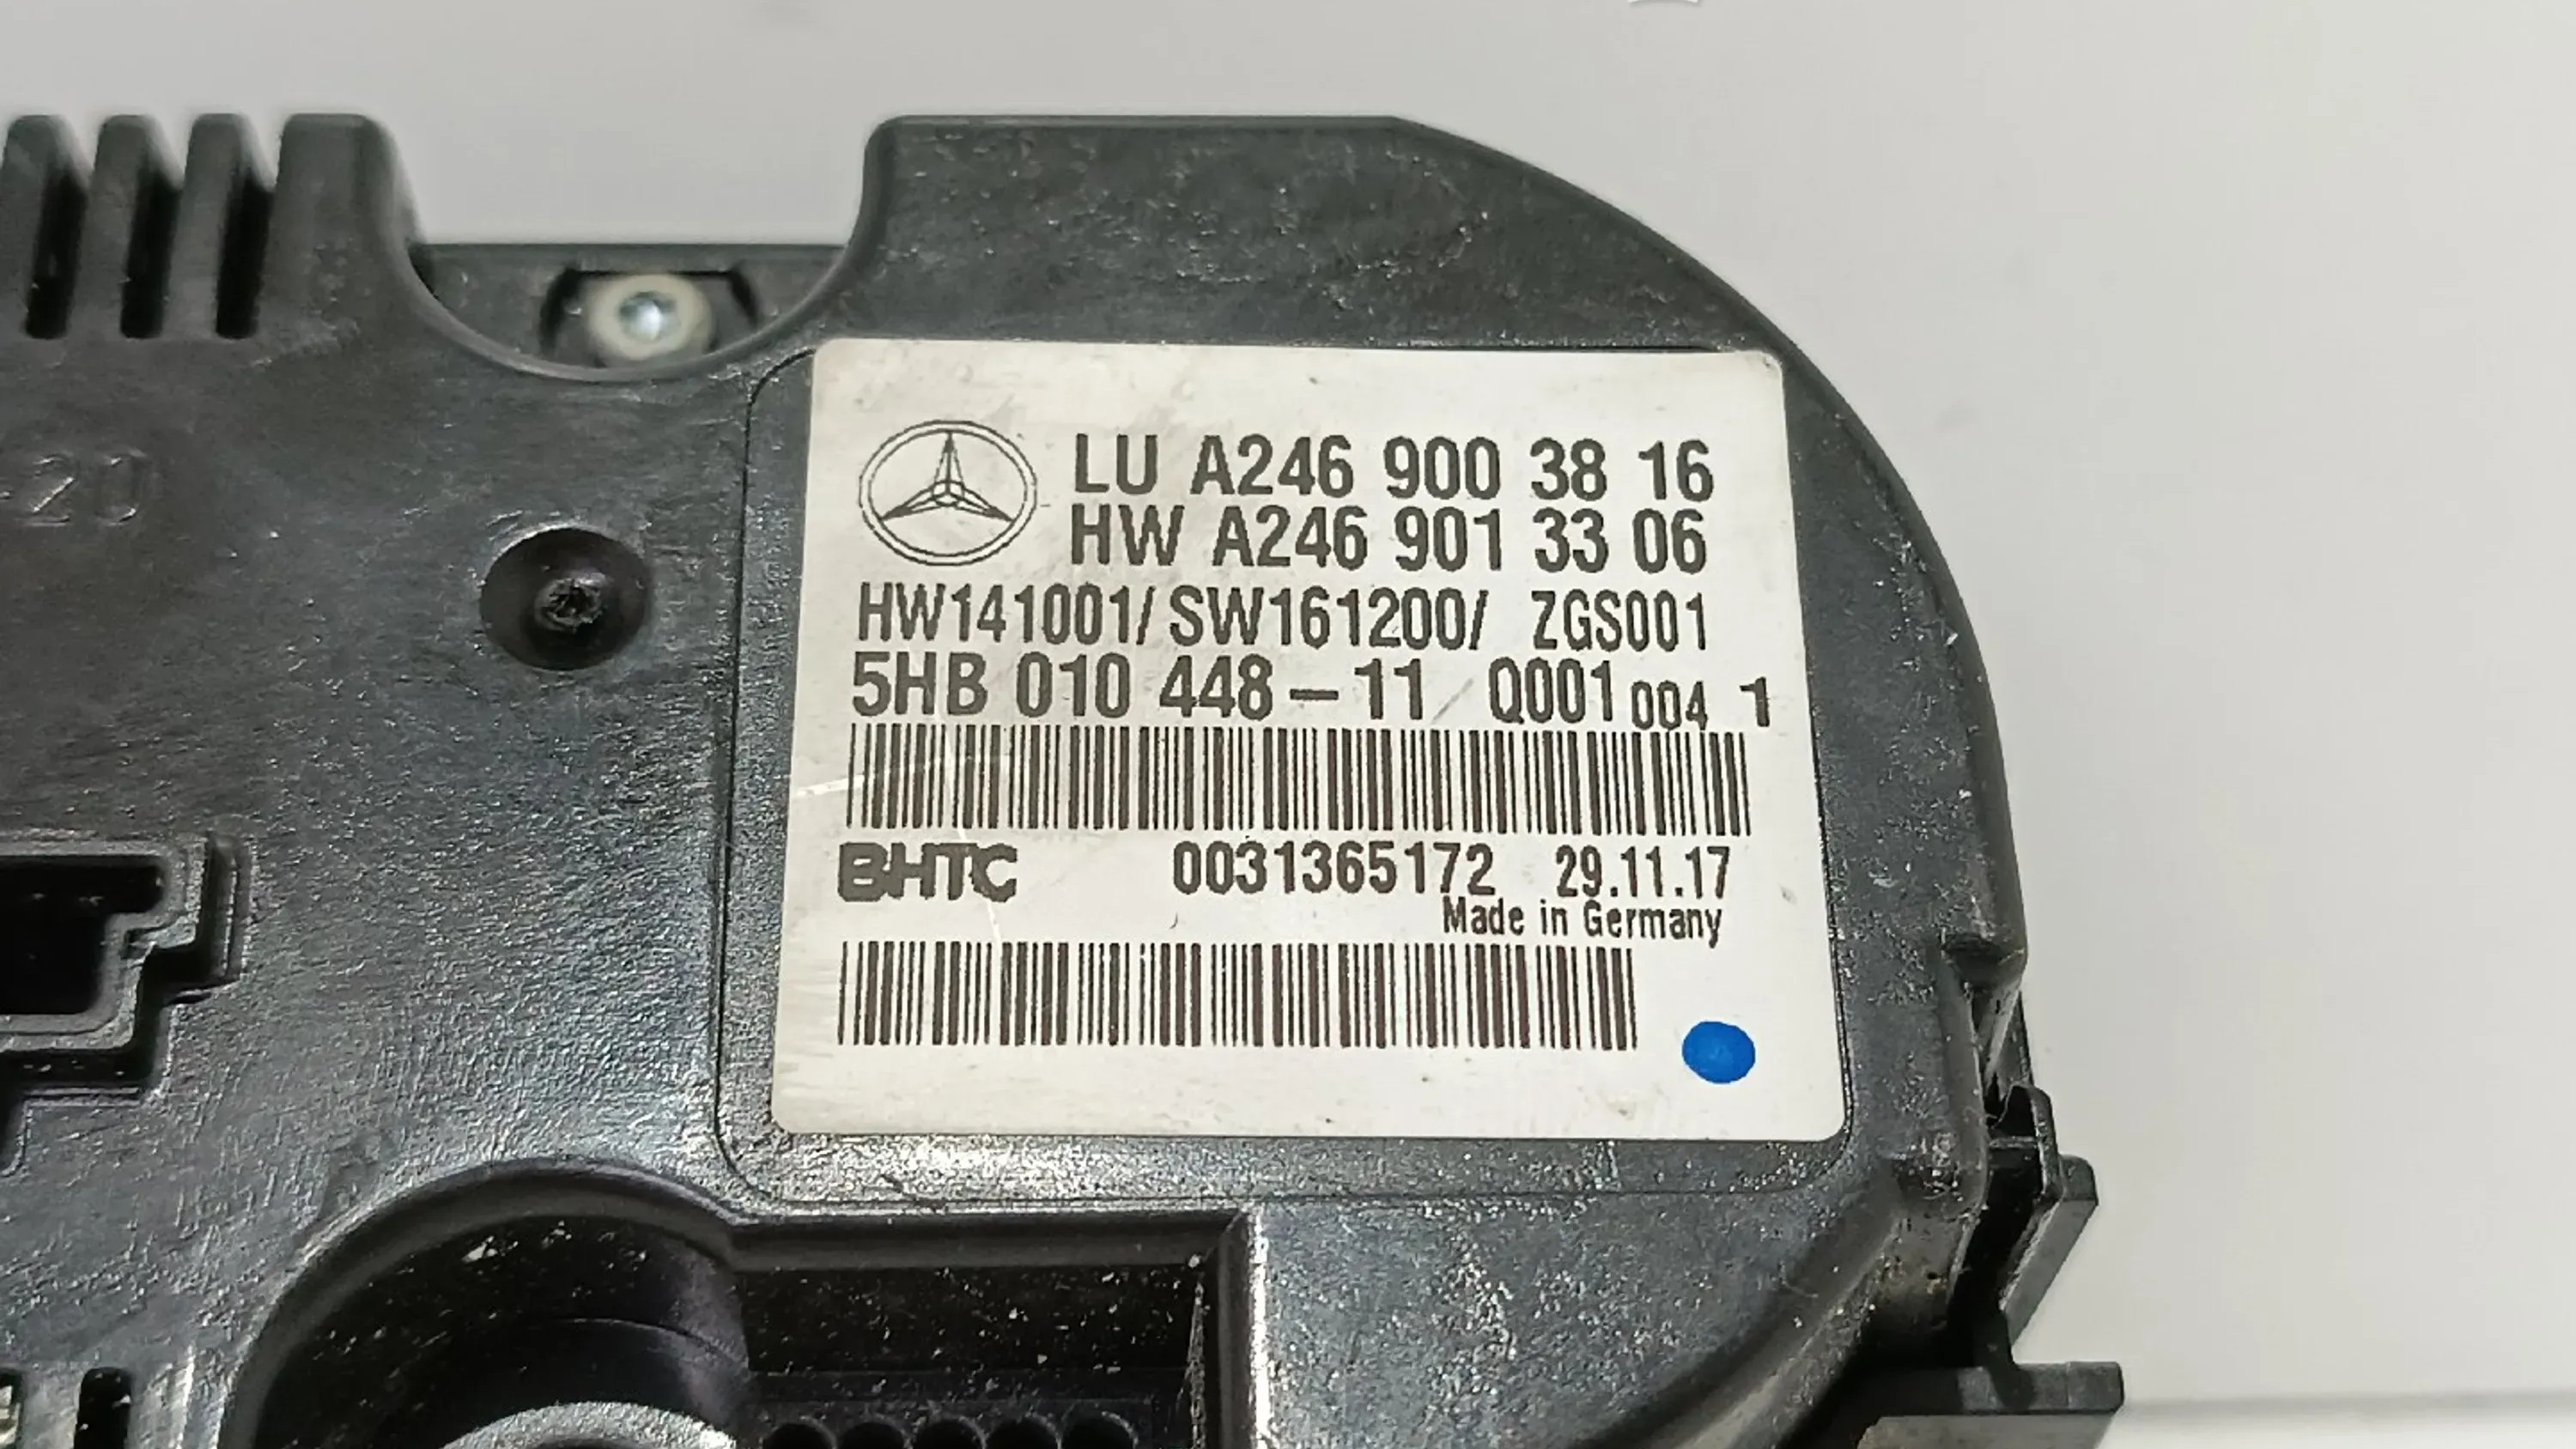 -20
LU A246 900 38 16
HW A246 901 33 06
HW141001/SW161200/ ZGS001
5HB 010 448-11 Q001 004 1
BHTC 0031365172 29.11.17
Made in Germany